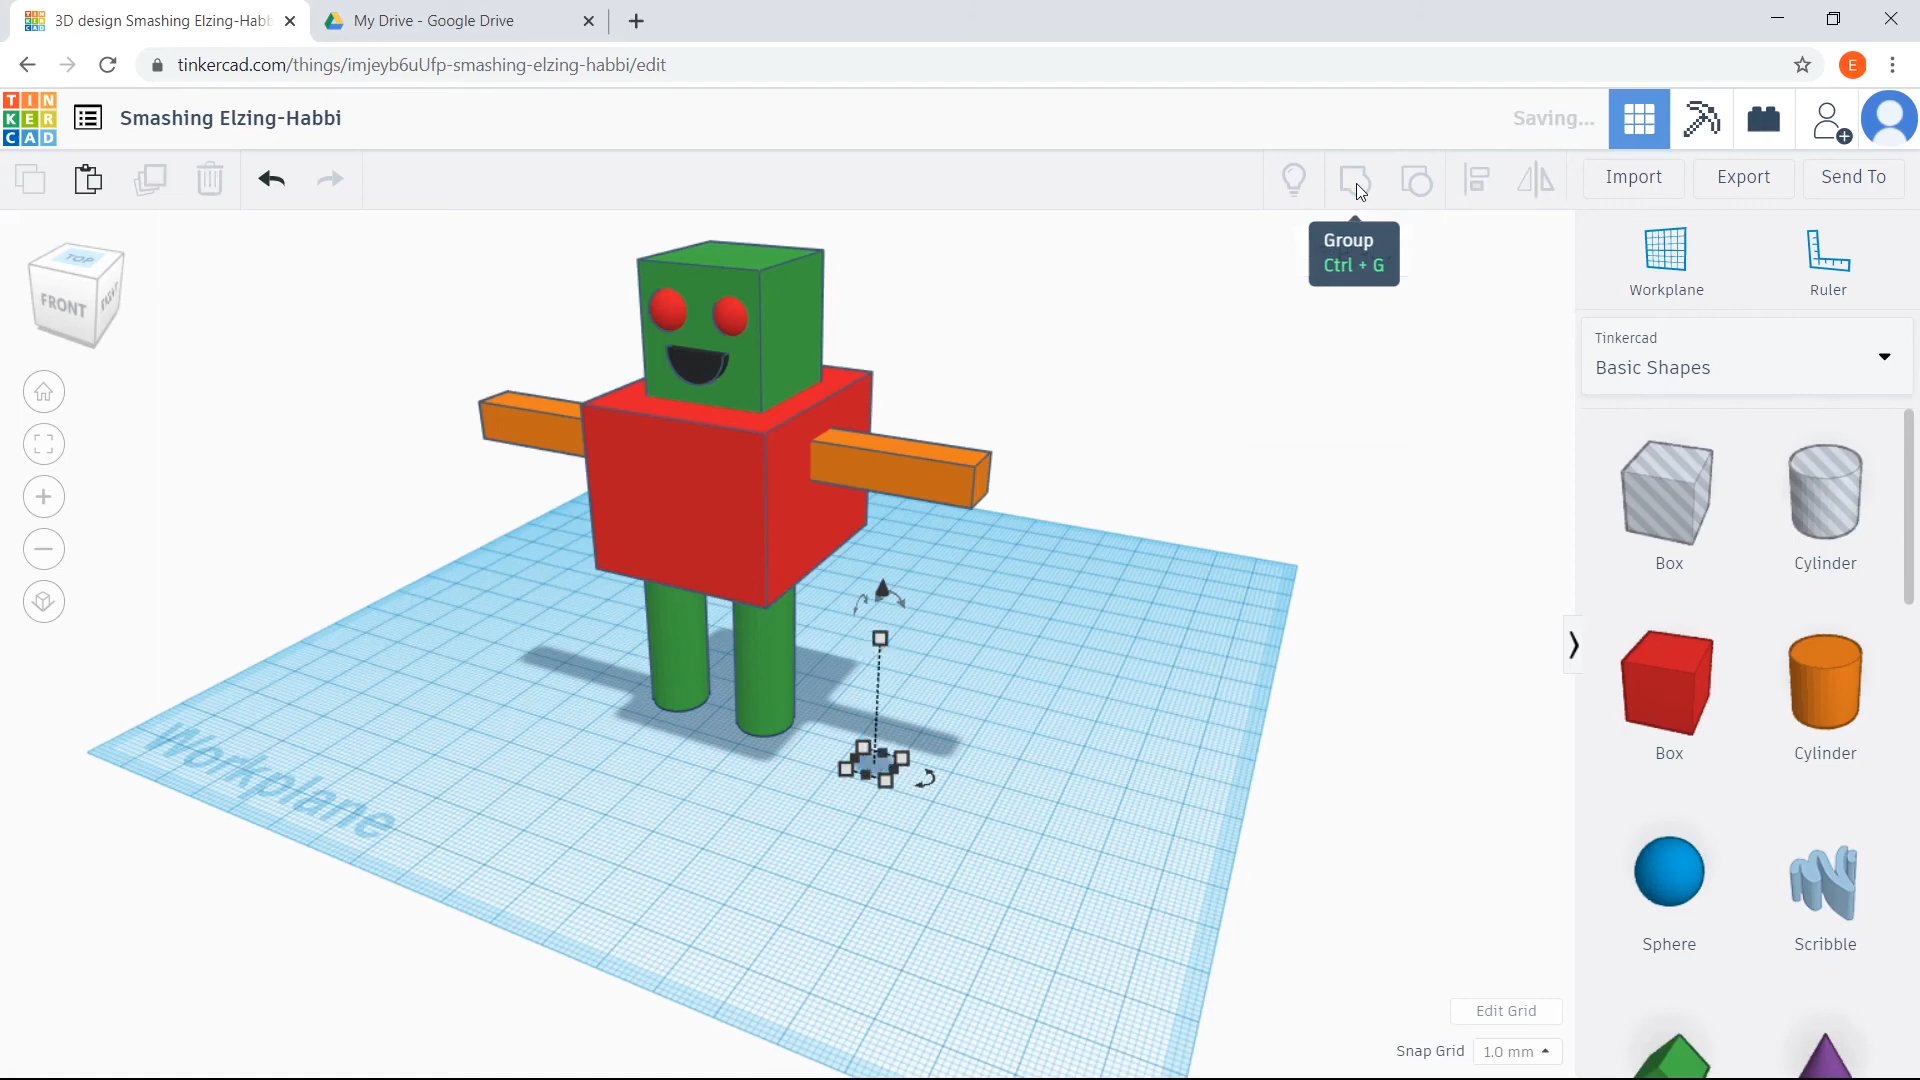 3D design Smashing Elzing-Habb
My Drive - Google Drive
tinkercad.com/things/imjeyb6uUfp-smashing-elzing-habbi/edit
E
TIN
KER
CAD
Smashing Elzing-Habbi
Saving...
Import
Export
Send To
Group
Ctrl + G
TOP
FRONT
RIGHT
Workplane
Ruler
Tinkercad
Basic Shapes
Box
Cylinder
Box
Cylinder
Sphere
Scribble
Workplane
Edit Grid
Snap Grid
1.0 mm